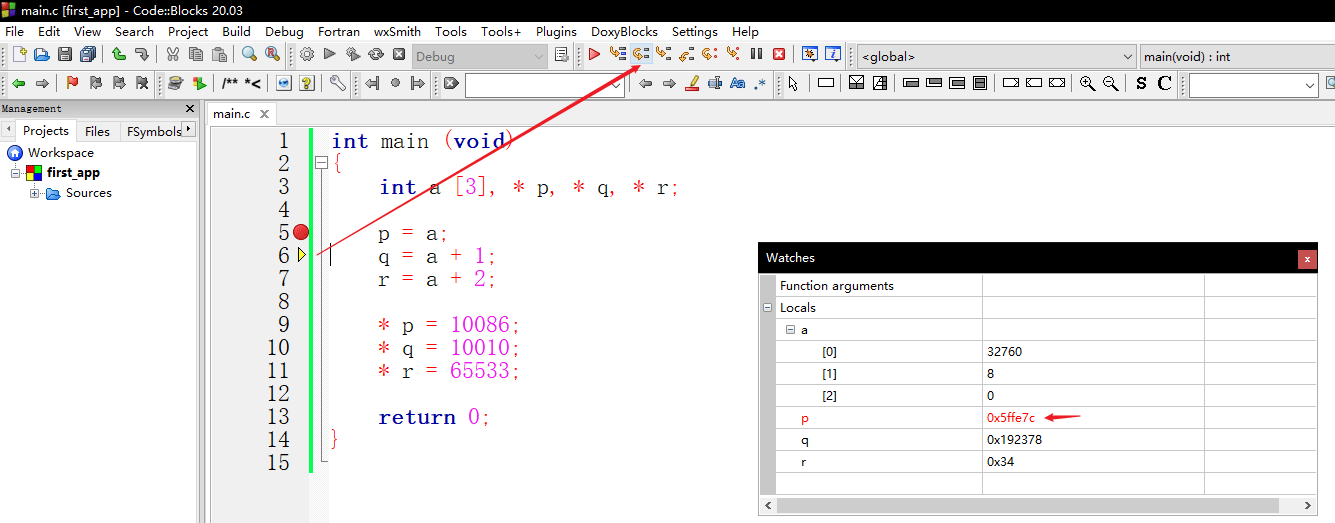 main.c [first_app] - Code::Blocks 20.03
File Edit View Search Project Build Debug Fortran wxSmith Tools Tools+ Plugins DoxyBlocks Settings Help
Debug <global> main(void) : int
/** *< Aa .* S C
Management
Projects Files FSymbols
Workspace
first_app
Sources
main.c
1 int main (void)
2 {
3 int a [3], * p, * q, * r;
4
5 p = a;
6 q = a + 1;
7 r = a + 2;
8
9 * p = 10086;
10 * q = 10010;
11 * r = 65533;
12
13 return 0;
14 }
15
Watches
Function arguments
Locals
a
[0] 32760
[1] 8
[2] 0
p 0x5ffe7c
q 0x192378
r 0x34